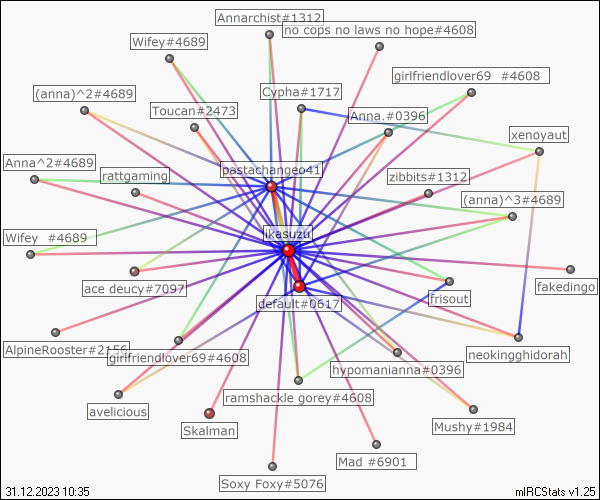 Annarchist#1312
no cops no laws no hope#4608
Wifey#4689
girlfriendlover69 #4608
(anna)^2#4689
Cypha#1717
Toucan#2473
Anna.#0396
xenoyaut
Anna^2#4689
rattgaming
pastachangeo41
zibbits#1312
(anna)^3#4689
Wifey #4689
ikasuzu
ace deucy#7097
default#0617
frisout
fakedingo
AlpineRooster#2156
girlfriendlover69#4608
hypomanianna#0396
neokingghidorah
avelicious
ramshackle gorey#4608
Skalman
Mushy#1984
Mad #6901
Soxy Foxy#5076
31.12.2023 10:35
mIRCStats v1.25